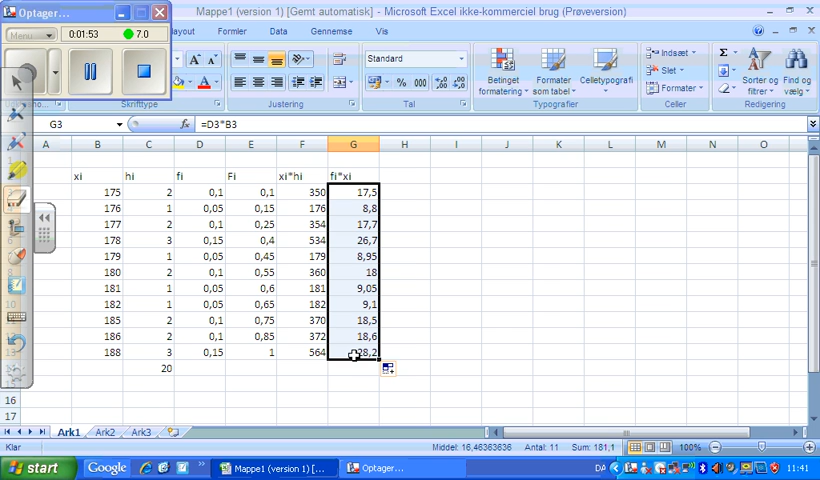 Optager...
Mappe1 (version 1) [Gemt automatisk] - Microsoft Excel ikke-kommerciel brug (Prøveversion)
Menu
0:01:53
7.0
Formler
Data
Gennemse
Vis
Standard
Betinget formatering
Formater som tabel
Celletypografi
Indsæt
Slet
Formater
Sorter og filtrer
Find og vælg
Skrifttype
Justering
Tal
Typografier
Celler
Redigering
G3
fx
=D3*B3
A B C D E F G H I J K L M N O
xi hi fi Fi xi*hi fi*xi
175 2 0,1 0,1 350 17,5
176 1 0,05 0,15 176 8,8
177 2 0,1 0,25 354 17,7
178 3 0,15 0,4 534 26,7
179 1 0,05 0,45 179 8,95
180 2 0,1 0,55 360 18
181 1 0,05 0,6 181 9,05
182 1 0,05 0,65 182 9,1
185 2 0,1 0,75 370 18,5
186 2 0,1 0,85 372 18,6
188 3 0,15 1 564 28,2
20
16
17
Ark1 Ark2 Ark3
Klar
Middel: 16,46363636 Antal: 11 Sum: 181,1
100%
start
Google
Mappe1 (version 1) [...
Optager...
DA
11:41